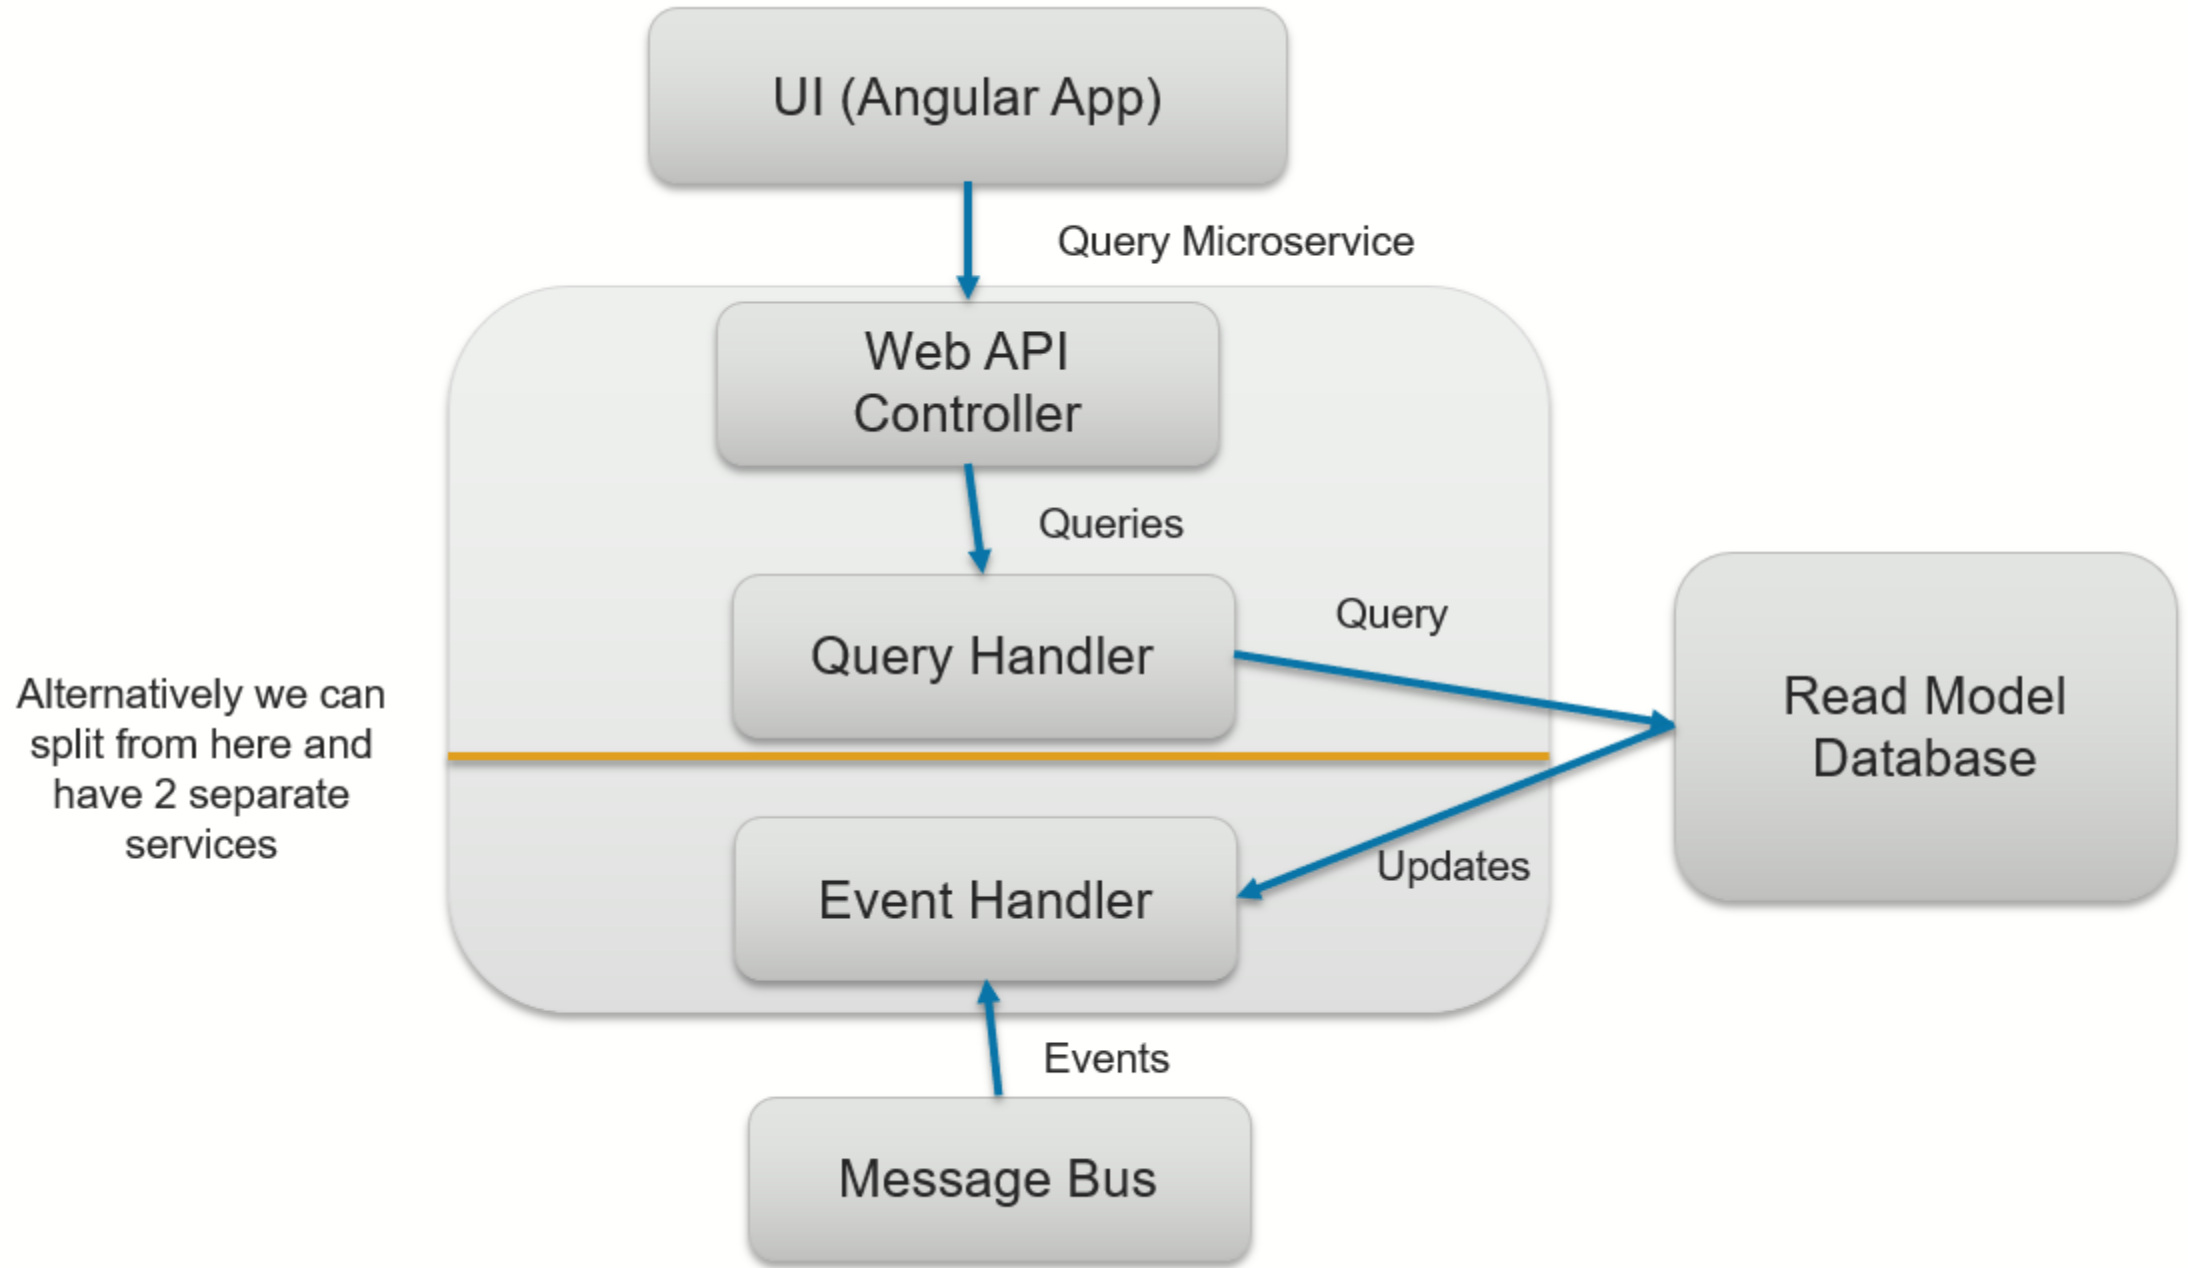 UI (Angular App)
Query Microservice
Web API
Controller
Queries
Query Handler
Query
Read Model
Database
Alternatively we can
split from here and
have 2 separate
services
Event Handler
Updates
Events
Message Bus